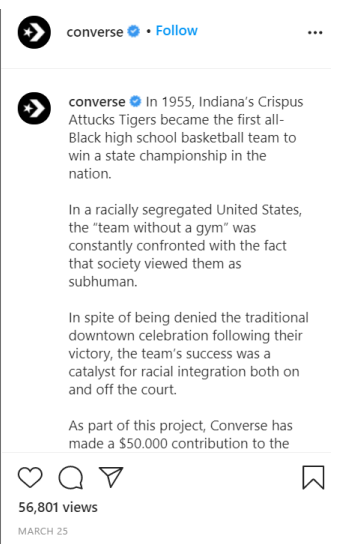 converse • Follow
converse In 1955, Indiana's Crispus
Attucks Tigers became the first all-
Black high school basketball team to
win a state championship in the
nation.
In a racially segregated United States,
the “team without a gym” was
constantly confronted with the fact
that society viewed them as
subhuman.
In spite of being denied the traditional
downtown celebration following their
victory, the team's success was a
catalyst for racial integration both on
and off the court.
As part of this project, Converse has
made a $50.000 contribution to the
56,801 views
MARCH 25